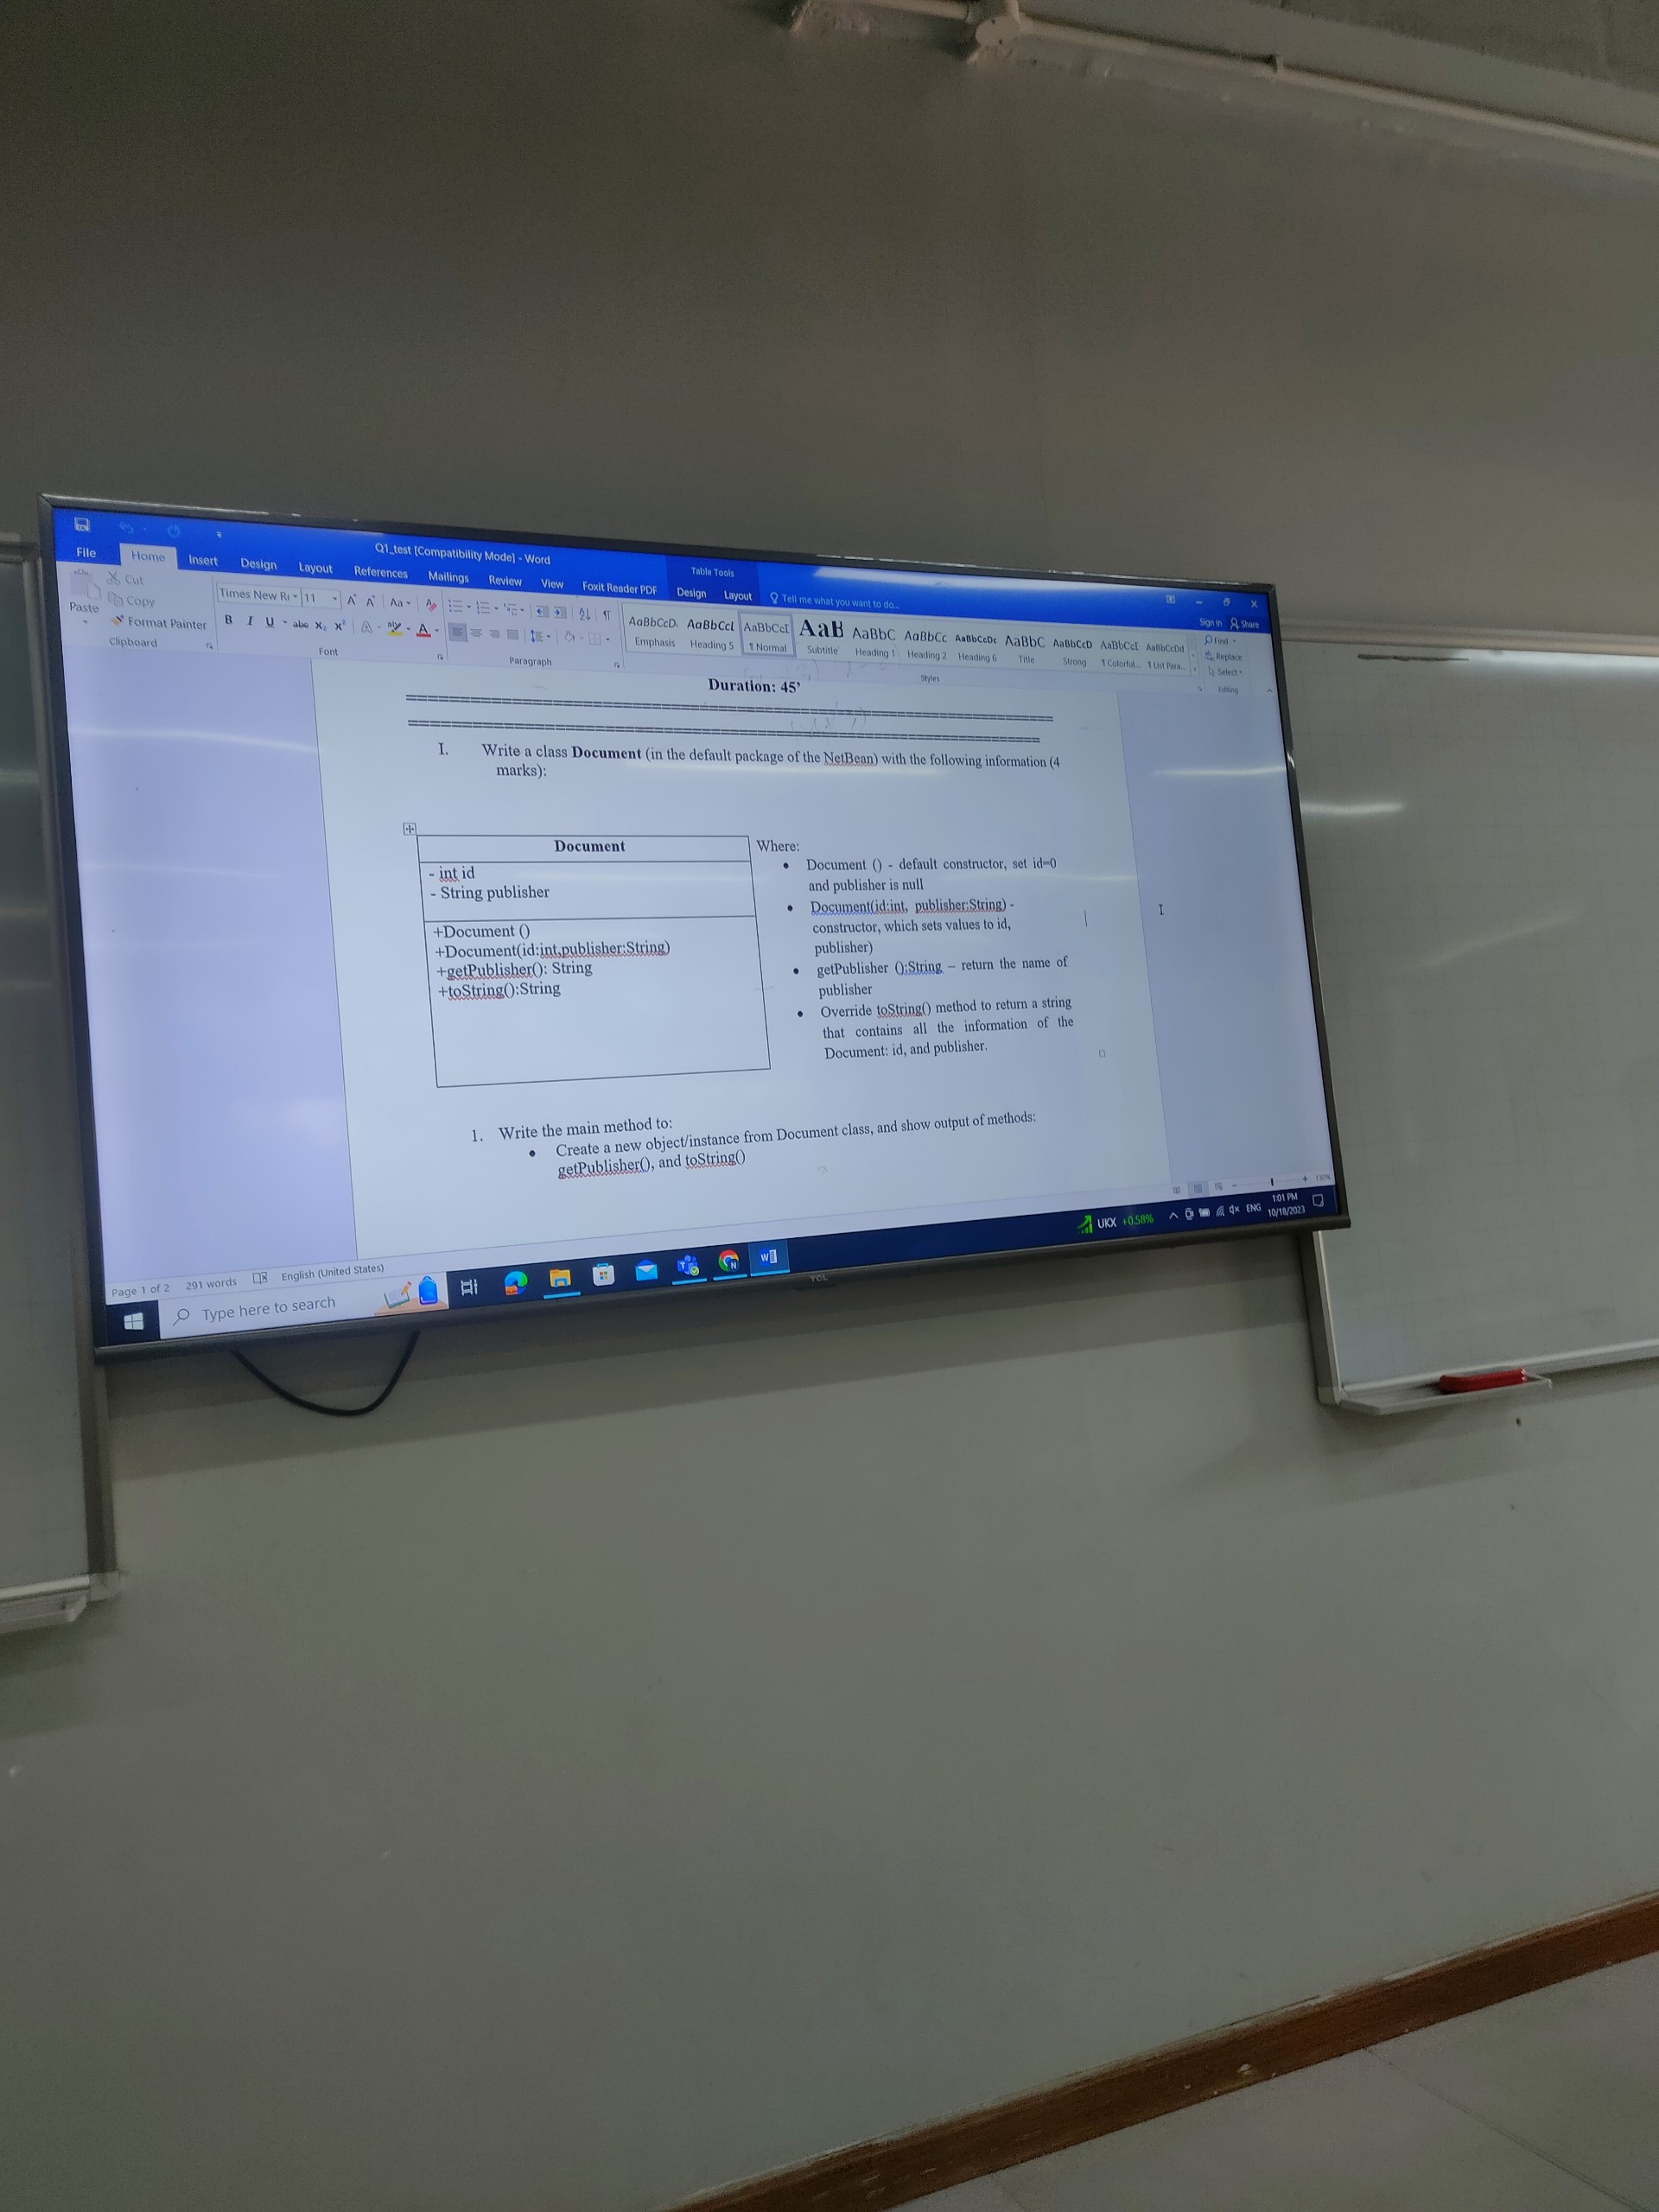 Q1_test [Compatibility Mode] - Word
Table Tools
File Home Insert Design Layout References Mailings Review View Foxit Reader PDF Design Layout Tell me what you want to do...
Sign in Share
Paste
Cut
Copy
Format Painter
Clipboard
Times New Ro 11
Aa
B I U abc X₂ X²
A
Font
Paragraph
AaBbCcD AaBbCcl AaBbCcI AaB AaBbC AaBbCc AaBbCcDc AaBbC AaBbCcD AaBbCcI AaBbCcDd
Emphasis Heading 5 ¶ Normal Subtitle Heading 1 Heading 2 Heading 6 Title Strong ¶ Colorful... ¶ List Para...
Styles
Find
Replace
Select
Editing
Duration: 45’
I. Write a class Document (in the default package of the NetBean) with the following information (4
marks):
Document
- int id
- String publisher
+Document ()
+Document(id:int,publisher:String)
+getPublisher(): String
+toString():String
Where:
• Document () - default constructor, set id=0
and publisher is null
• Document(id:int, publisher:String) -
constructor, which sets values to id,
publisher)
• getPublisher ():String – return the name of
publisher
• Override toString() method to return a string
that contains all the information of the
Document: id, and publisher.
1. Write the main method to:
• Create a new object/instance from Document class, and show output of methods:
getPublisher(), and toString()
Page 1 of 2 291 words English (United States)
130%
Type here to search
UKX +0.58%
ENG
1:01 PM
10/18/2023
TCL